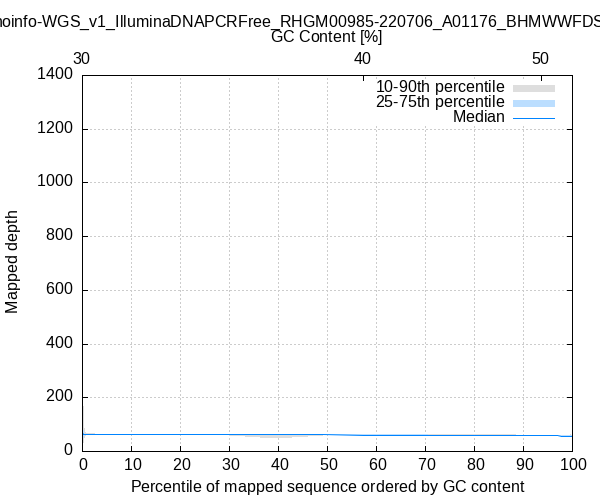 noinfo-WGS_v1_IlluminaDNAPCRFree_RHGM00985-220706_A01176_BHMWWFDS
GC Content [%]
30 40 50
1400
1200
1000
800
600
400
200
0
Mapped depth
10-90th percentile
25-75th percentile
Median
0 10 20 30 40 50 60 70 80 90 100
Percentile of mapped sequence ordered by GC content